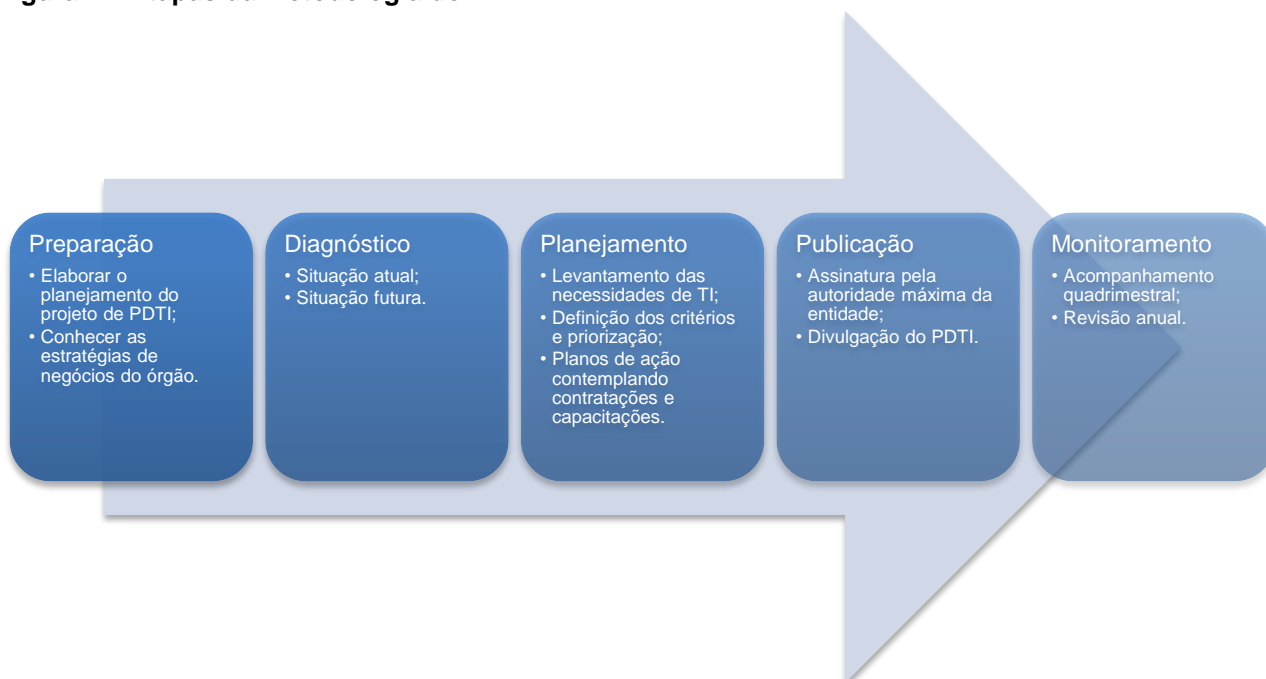 Preparação
• Elaborar o
planejamento do
projeto de PDTI;
• Conhecer as
estratégias de
negócios do órgão.
Diagnóstico
• Situação atual;
• Situação futura.
Planejamento
• Levantamento das
necessidades de TI;
• Definição dos critérios
e priorização;
• Planos de ação
contemplando
contratações e
capacitações.
Publicação
• Assinatura pela
autoridade máxima da
entidade;
• Divulgação do PDTI.
Monitoramento
• Acompanhamento
quadrimestral;
• Revisão anual.